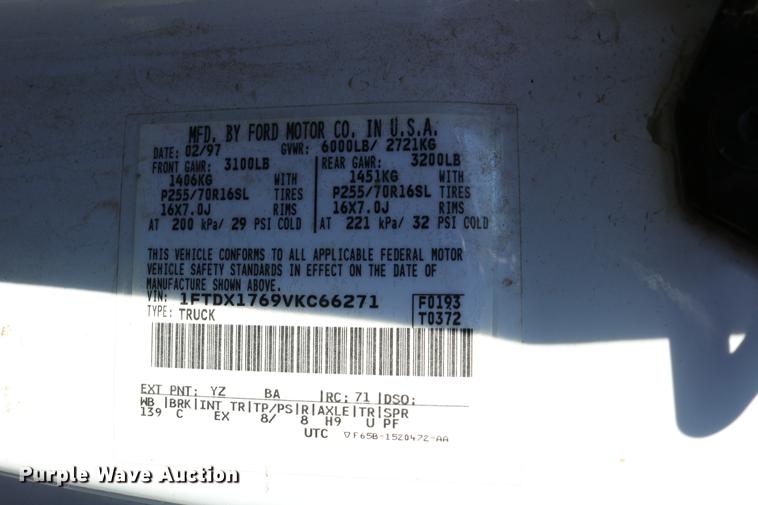 MFD. BY FORD MOTOR CO. IN U.S.A.
DATE: 02/97 GVWR: 6000LB/ 2721KG
FRONT GAWR: 3100LB REAR GAWR: 3200LB
1406KG WITH 1451KG WITH
P255/70R16SL TIRES P255/70R16SL TIRES
16X7.0J RIMS 16X7.0J RIMS
AT 200 kPa/ 29 PSI COLD AT 221 kPa/ 32 PSI COLD
THIS VEHICLE CONFORMS TO ALL APPLICABLE FEDERAL MOTOR
VEHICLE SAFETY STANDARDS IN EFFECT ON THE DATE OF
MANUFACTURE SHOWN ABOVE.
VIN: 1FTDX1769VKC66271 F0193
TYPE: TRUCK T0372
EXT PNT: YZ BA |RC: 71 |DSO:
WB |BRK|INT TR|TP/PS|R|AXLE|TR|SPR
139 C EX 8/ 8 H9 U PF
UTC ▽F65B-1520472-AA
Purple Wave Auction